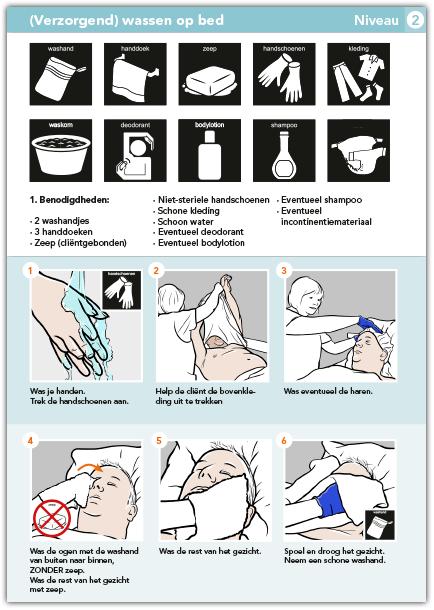 (Verzorgend) wassen op bed
Niveau 2
washand
handdoek
zeep
handschoenen
kleding
waskom
deodorant
bodylotion
shampoo
1. Benodigdheden:
· 2 washandjes
· 3 handdoeken
· Zeep (cliëntgebonden)
· Niet-steriele handschoenen
· Schone kleding
· Schoon water
· Eventueel deodorant
· Eventueel bodylotion
· Eventueel shampoo
· Eventueel
incontinentiemateriaal
1
handschoenen
Was je handen.
Trek de handschoenen aan.
2
Help de cliënt de bovenkle-
ding uit te trekken
3
Was eventueel de haren.
4
Was de ogen met de washand
van buiten naar binnen,
ZONDER zeep.
Was de rest van het gezicht
met zeep.
5
Was de rest van het gezicht.
6
washand
Spoel en droog het gezicht.
Neem een schone washand.